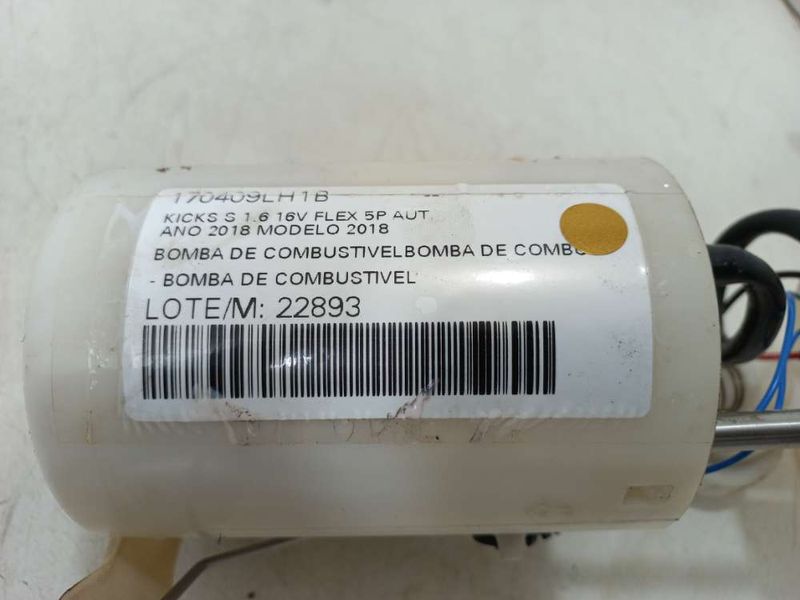 170409LH1B
KICKS S 1.6 16V FLEX 5P AUT.
ANO 2018 MODELO 2018
BOMBA DE COMBUSTIVELBOMBA DE COMBU
- BOMBA DE COMBUSTIVEL
LOTE/M: 22893